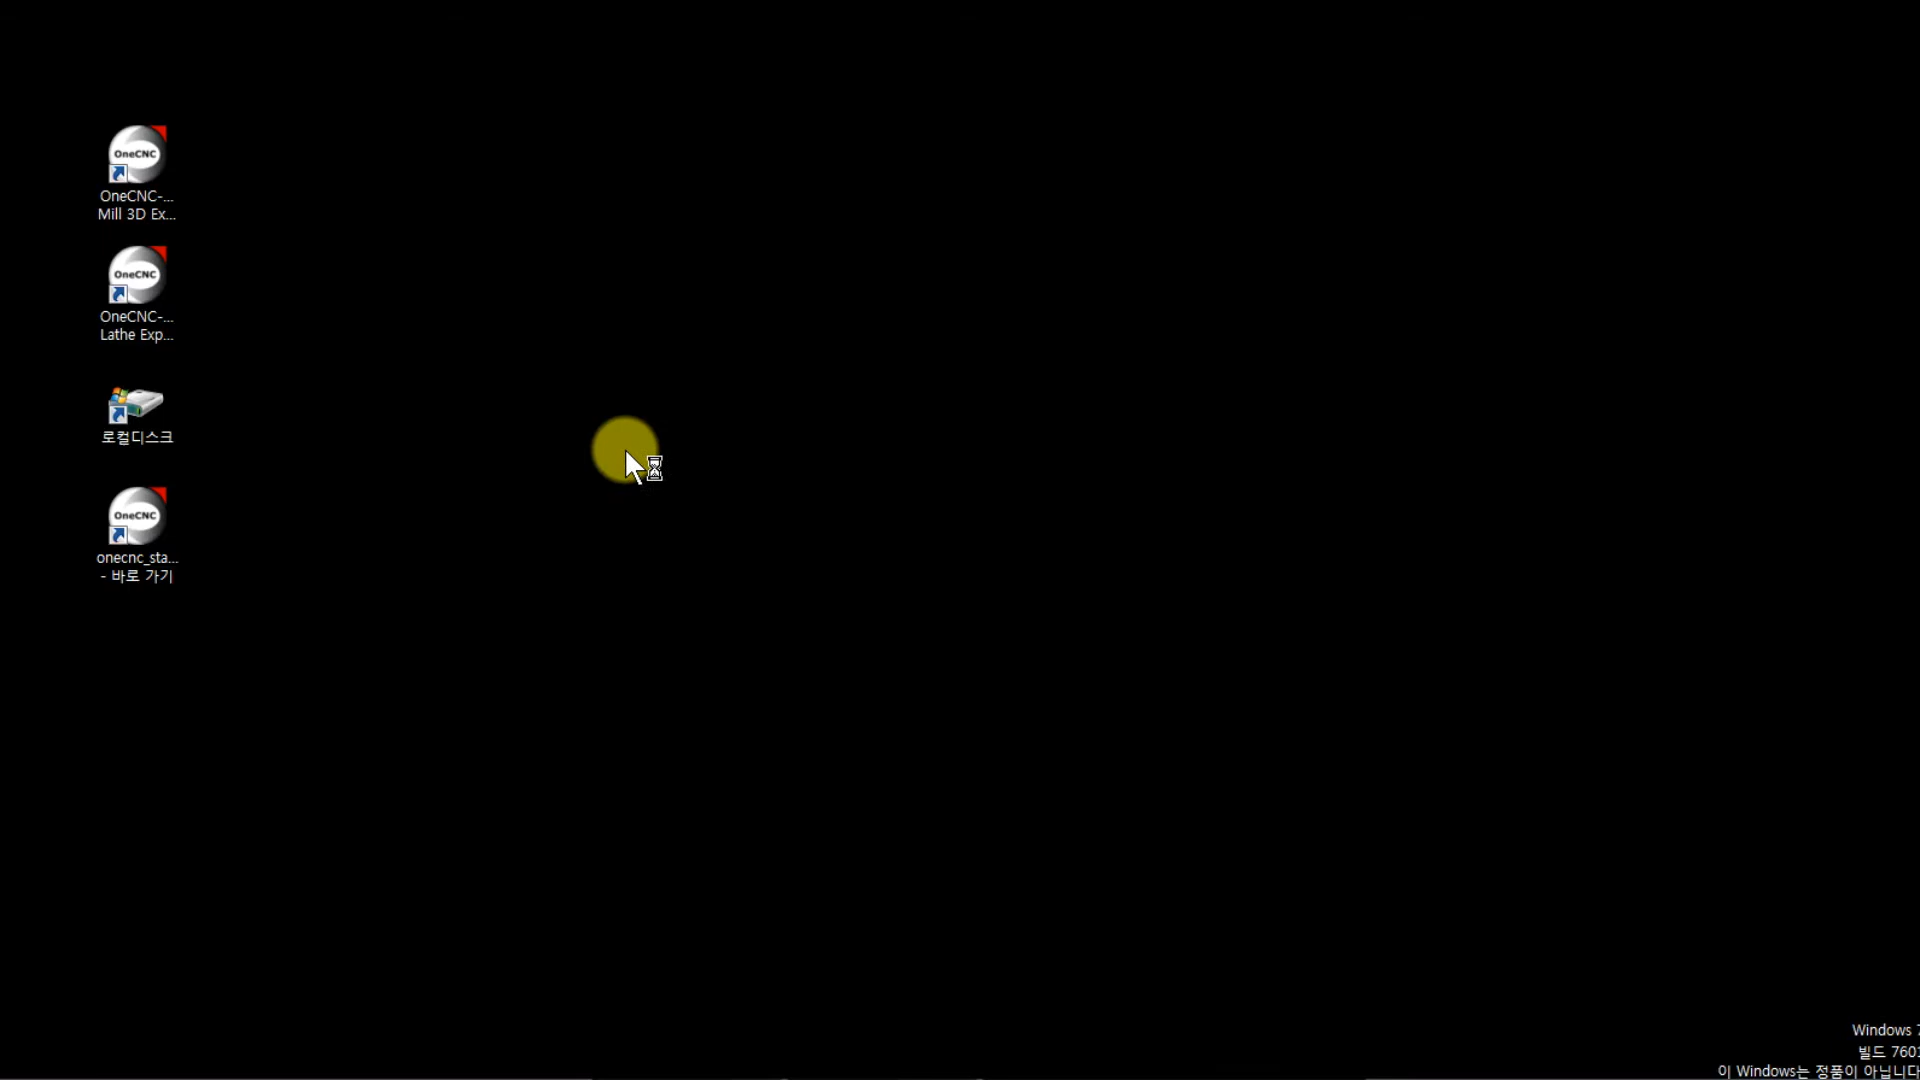 OneCNC
OneCNC-...
Mill 3D Ex...
OneCNC
OneCNC-...
Lathe Exp...
로컬디스크
OneCNC
onecnc_sta...
- 바로 가기
Windows 7
빌드 7601
이 Windows는 정품이 아닙니다